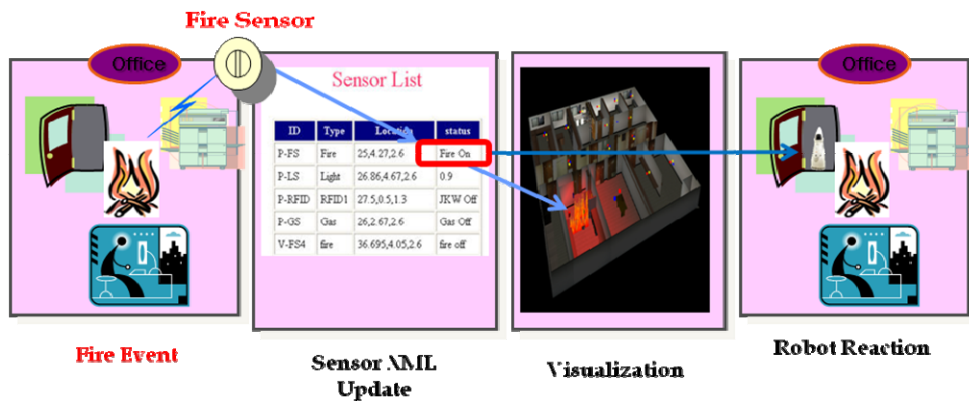 Fire Sensor
Office
Office
Sensor List
ID Type Location status
P-FS Fire 25,4.27,2.6 Fire On
P-LS Light 26.86,4.67,2.6 0.9
P-RFID RFID1 27.5,0.5,1.3 JKW Off
P-GS Gas 26,2.67,2.6 Gas Off
V-FS4 fire 36.695,4.05,2.6 fire off
Fire Event
Sensor XML
Update
Visualization
Robot Reaction